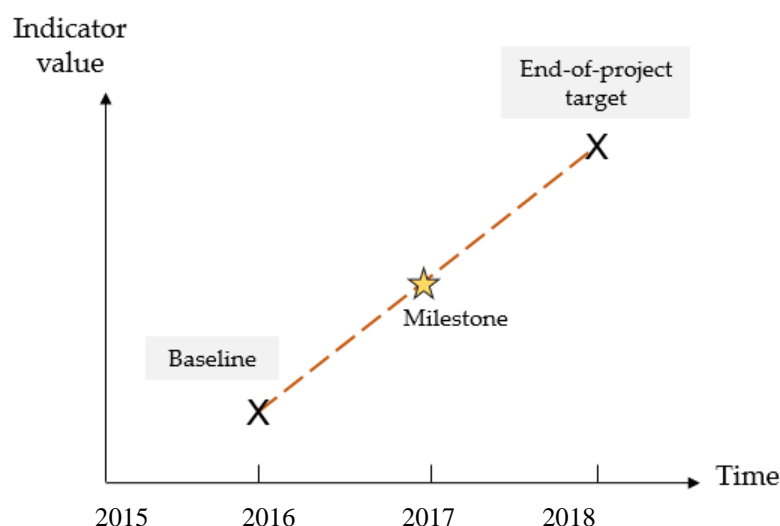 Indicator
value
End-of-project
target
Milestone
Baseline
Time
2015 2016 2017 2018